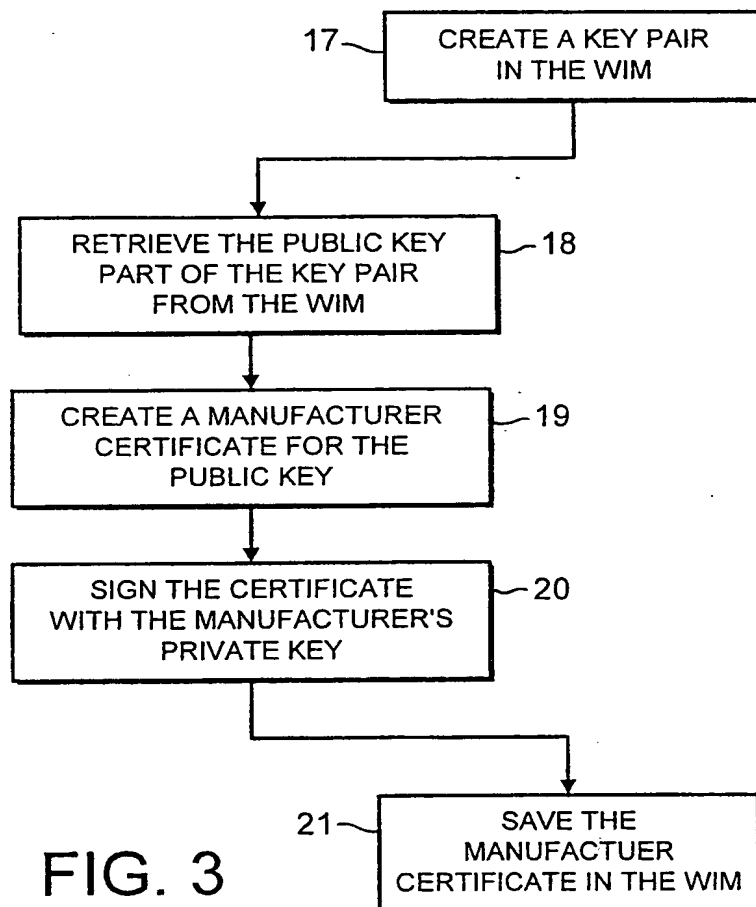 17
CREATE A KEY PAIR
IN THE WIM
RETRIEVE THE PUBLIC KEY
PART OF THE KEY PAIR
FROM THE WIM
18
CREATE A MANUFACTURER
CERTIFICATE FOR THE
PUBLIC KEY
19
SIGN THE CERTIFICATE
WITH THE MANUFACTURER'S
PRIVATE KEY
20
21
SAVE THE
MANUFACTUER
CERTIFICATE IN THE WIM
FIG. 3